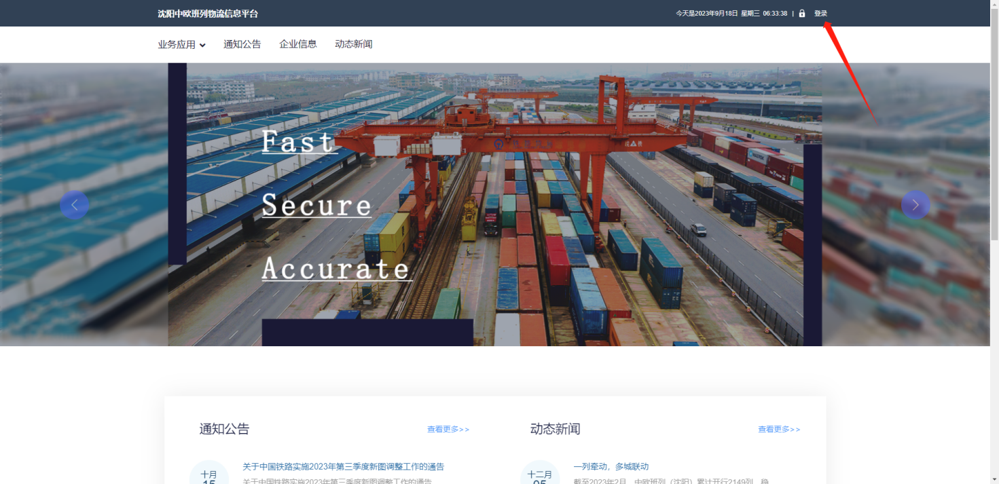 沈阳中欧班列物流信息平台
今天是2023年9月18日 星期三 06:33:38 | 登录
业务应用 通知公告 企业信息 动态新闻
Fast
Secure
Accurate
通知公告 查看更多>>
动态新闻 查看更多>>
十月
15
关于中国铁路实施2023年第三季度新图调整工作的通告
关于中国铁路实施2023年第三季度新图调整工作的通告
十二月
05
一列牵动，多城联动
截至2023年2月，中欧班列（沈阳）累计开行2149列，稳